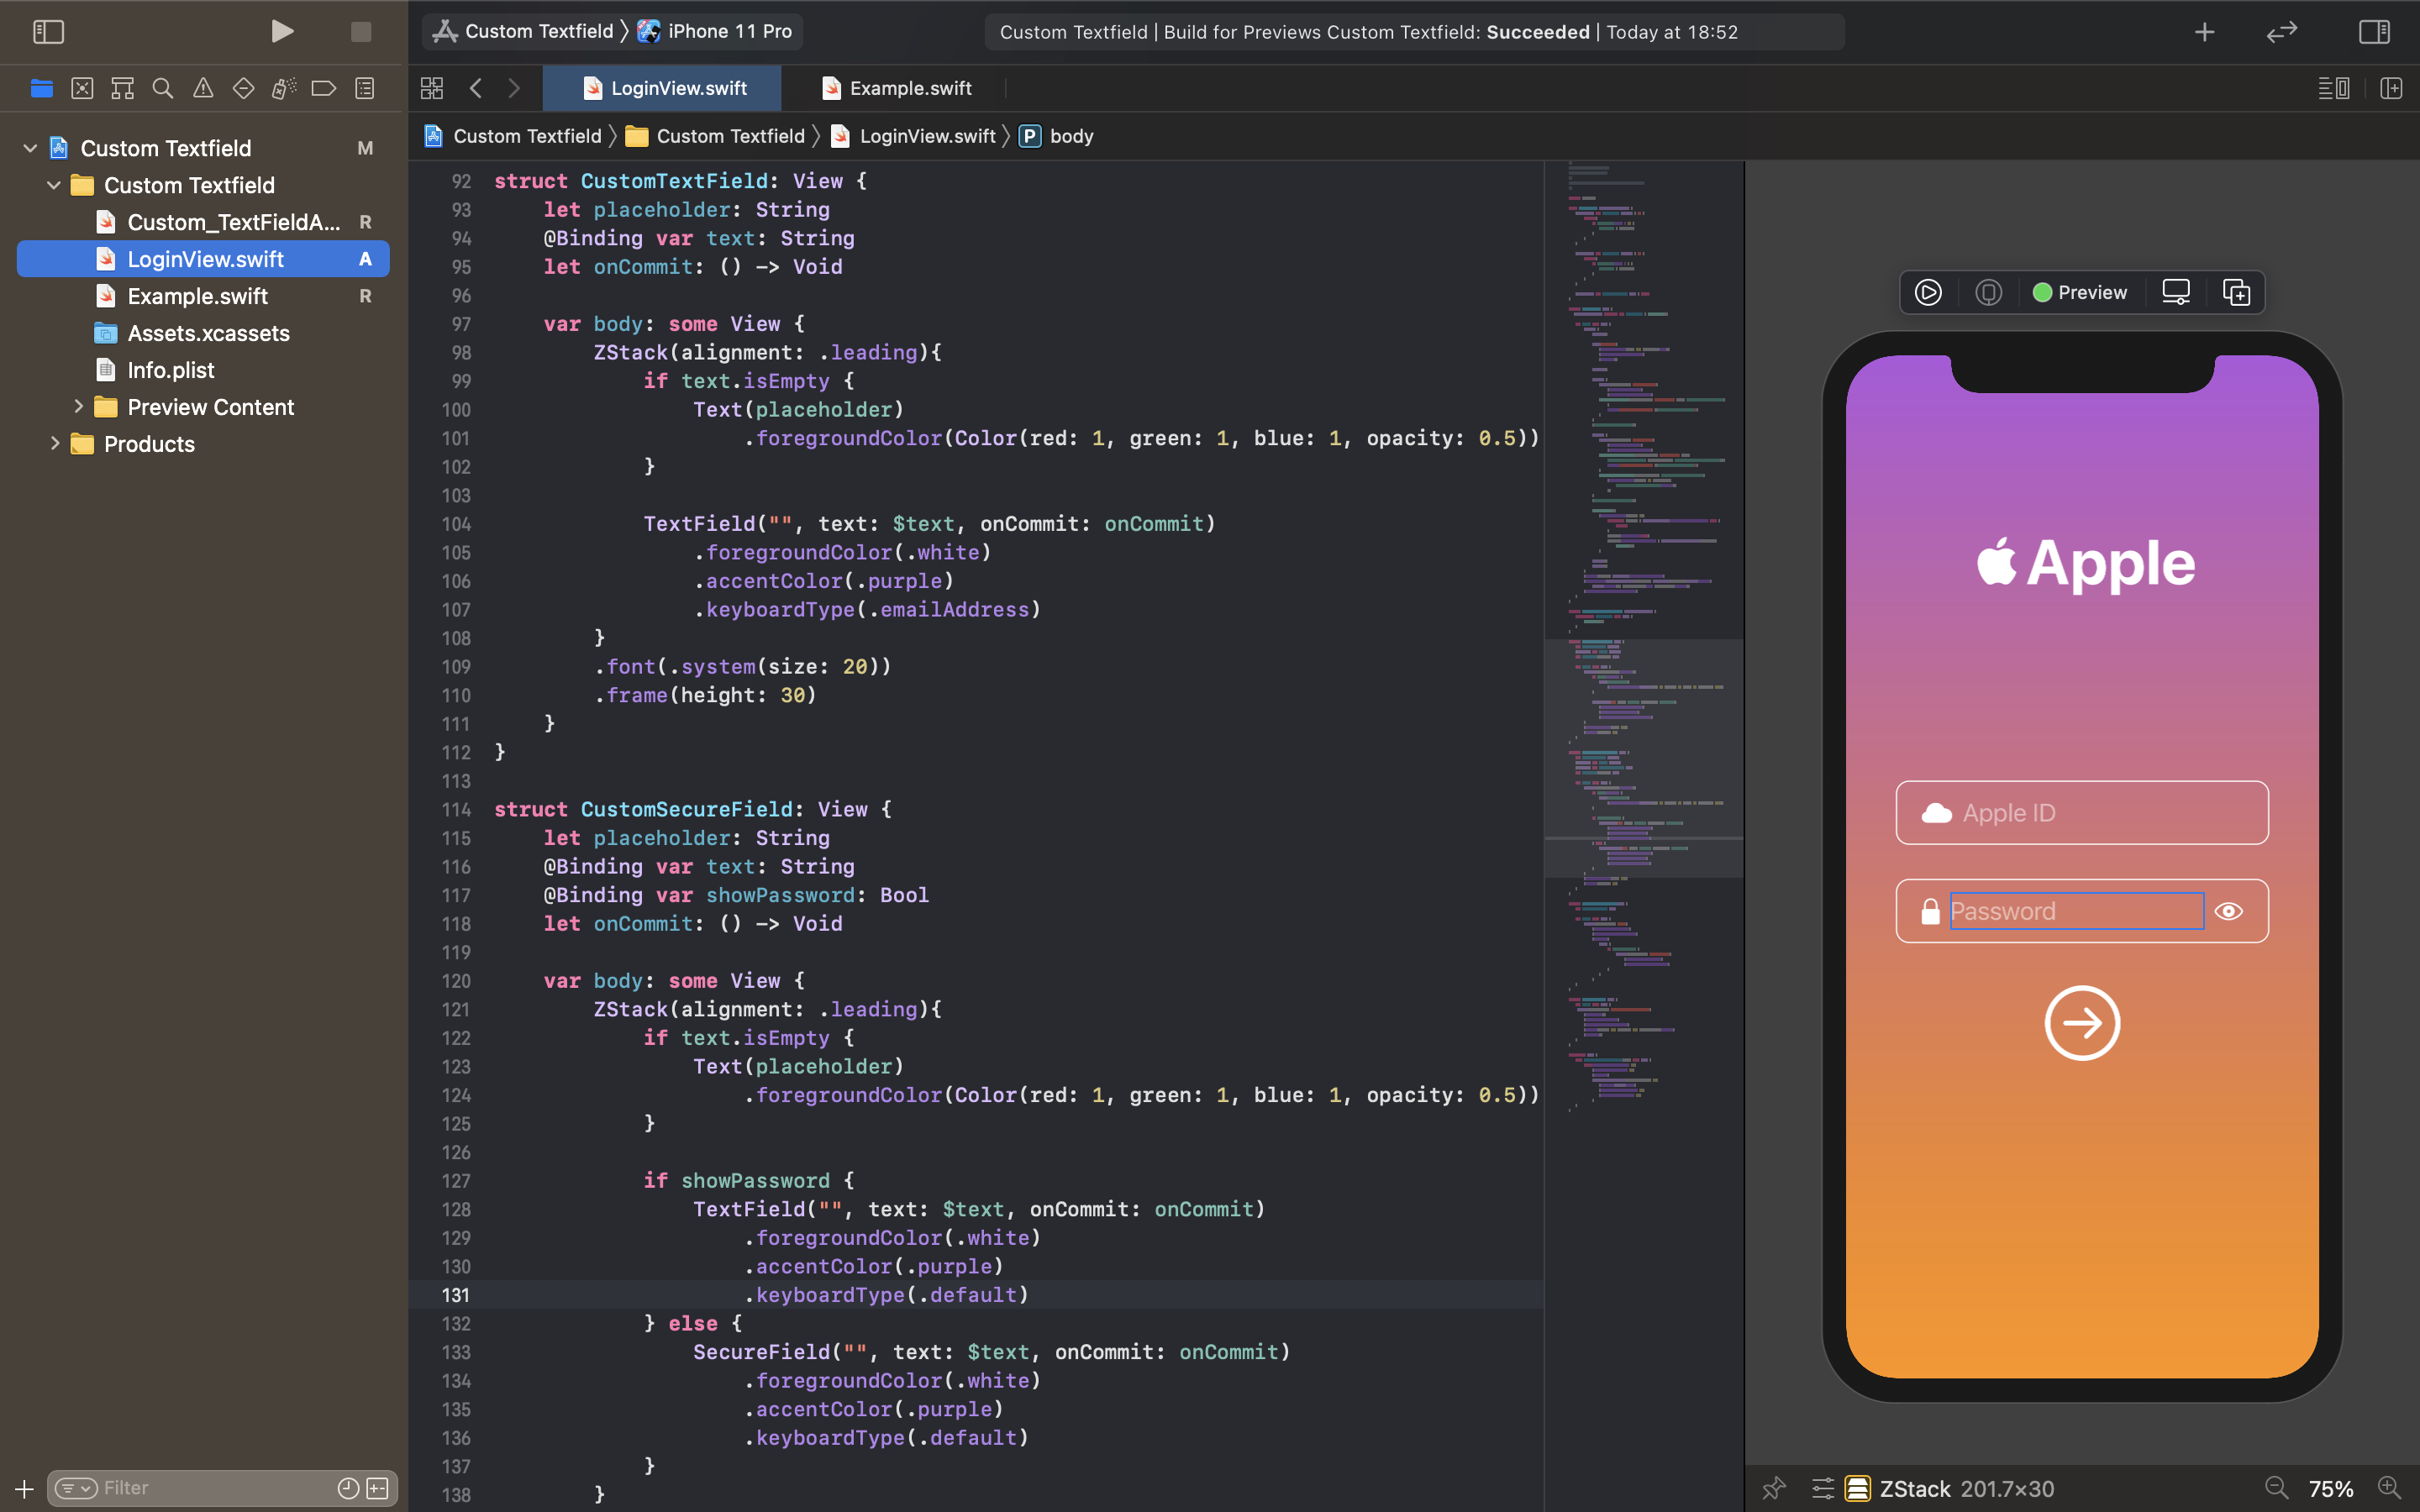 Custom Textfield 〉 iPhone 11 Pro
Custom Textfield | Build for Previews Custom Textfield: Succeeded | Today at 18:52
LoginView.swift
Example.swift
Custom Textfield 〉 Custom Textfield 〉 LoginView.swift 〉 P body
Custom Textfield M
Custom Textfield
Custom_TextFieldA... R
LoginView.swift A
Example.swift R
Assets.xcassets
Info.plist
Preview Content
Products
Filter
92 struct CustomTextField: View {
93 let placeholder: String
94 @Binding var text: String
95 let onCommit: () -> Void
96
97 var body: some View {
98 ZStack(alignment: .leading){
99 if text.isEmpty {
100 Text(placeholder)
101 .foregroundColor(Color(red: 1, green: 1, blue: 1, opacity: 0.5))
102 }
103
104 TextField("", text: $text, onCommit: onCommit)
105 .foregroundColor(.white)
106 .accentColor(.purple)
107 .keyboardType(.emailAddress)
108 }
109 .font(.system(size: 20))
110 .frame(height: 30)
111 }
112 }
113
114 struct CustomSecureField: View {
115 let placeholder: String
116 @Binding var text: String
117 @Binding var showPassword: Bool
118 let onCommit: () -> Void
119
120 var body: some View {
121 ZStack(alignment: .leading){
122 if text.isEmpty {
123 Text(placeholder)
124 .foregroundColor(Color(red: 1, green: 1, blue: 1, opacity: 0.5))
125 }
126
127 if showPassword {
128 TextField("", text: $text, onCommit: onCommit)
129 .foregroundColor(.white)
130 .accentColor(.purple)
131 .keyboardType(.default)
132 } else {
133 SecureField("", text: $text, onCommit: onCommit)
134 .foregroundColor(.white)
135 .accentColor(.purple)
136 .keyboardType(.default)
137 }
138 }
Preview
Apple
Apple ID
Password
ZStack 201.7×30
75%